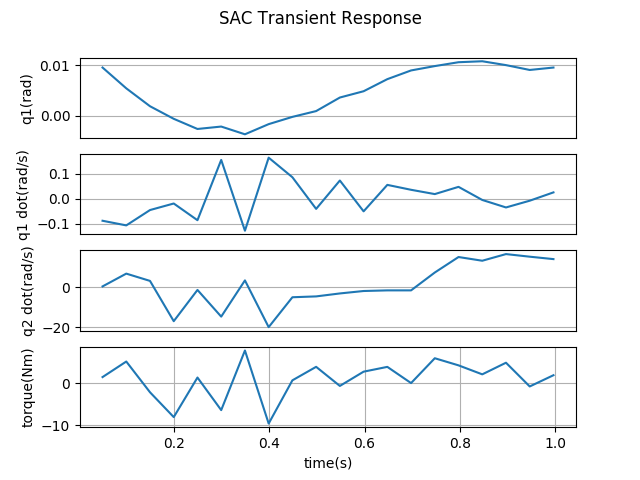 SAC Transient Response
0.01
0.00
q1(rad)
0.1
0.0
−0.1
q1 dot(rad/s)
0
−20
q2 dot(rad/s)
0
−10
torque(Nm)
0.2 0.4 0.6 0.8 1.0
time(s)